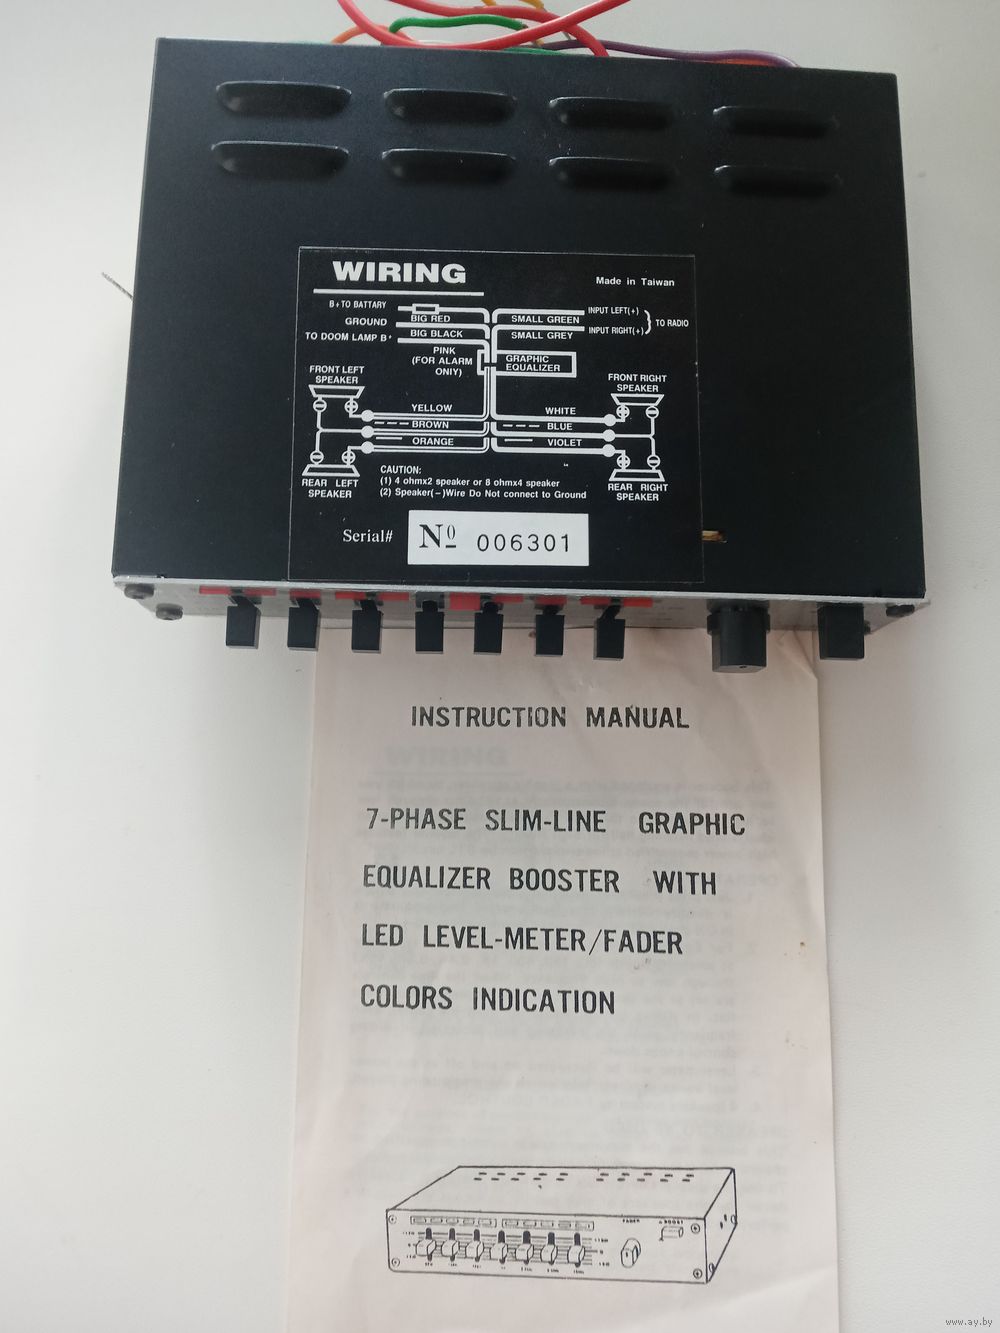 WIRING
Made in Taiwan
B+TO BATTARY
BIG RED
GROUND
BIG BLACK
TO DOOM LAMP B+
PINK
(FOR ALARM
ONLY)
SMALL GREEN
INPUT LEFT(+)
SMALL GREY
INPUT RIGHT(+)
TO RADIO
GRAPHIC
EQUALIZER
FRONT LEFT
SPEAKER
FRONT RIGHT
SPEAKER
YELLOW
WHITE
BROWN
BLUE
ORANGE
VIOLET
REAR LEFT
SPEAKER
REAR RIGHT
SPEAKER
CAUTION:
(1) 4 ohmx2 speaker or 8 ohmx4 speaker
(2) Speaker(-)Wire Do Not connect to Ground
Serial# No 006301
INSTRUCTION MANUAL
7-PHASE SLIM-LINE GRAPHIC
EQUALIZER BOOSTER WITH
LED LEVEL-METER/FADER
COLORS INDICATION
FADER
BOOST
www.ay.by